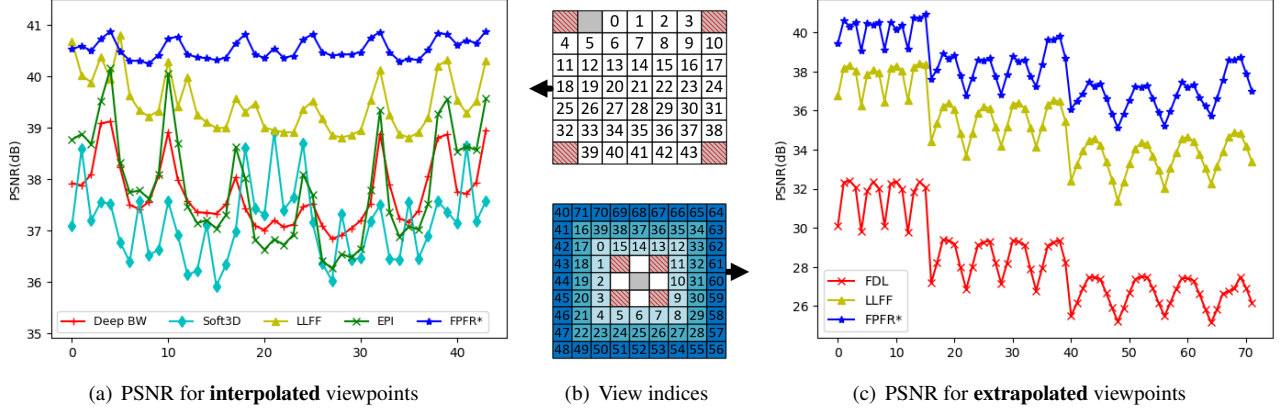 41
40
39
38
37
36
35
PSNR(dB)
Deep BW Soft3D LLFF EPI FPFR*
0 10 20 30 40
(a) PSNR for interpolated viewpoints
0 1 2 3
4 5 6 7 8 9 10
11 12 13 14 15 16 17
18 19 20 21 22 23 24
25 26 27 28 29 30 31
32 33 34 35 36 37 38
39 40 41 42 43
40 71 70 69 68 67 66 65 64
41 16 39 38 37 36 35 34 63
42 17 0 15 14 13 12 33 62
43 18 1 11 32 61
44 19 2 10 31 60
45 20 3 9 30 59
46 21 4 5 6 7 8 29 58
47 22 23 24 25 26 27 28 57
48 49 50 51 52 53 54 55 56
(b) View indices
40
38
36
34
32
30
28
26
PSNR(dB)
FDL
LLFF
FPFR*
0 10 20 30 40 50 60 70
(c) PSNR for extrapolated viewpoints